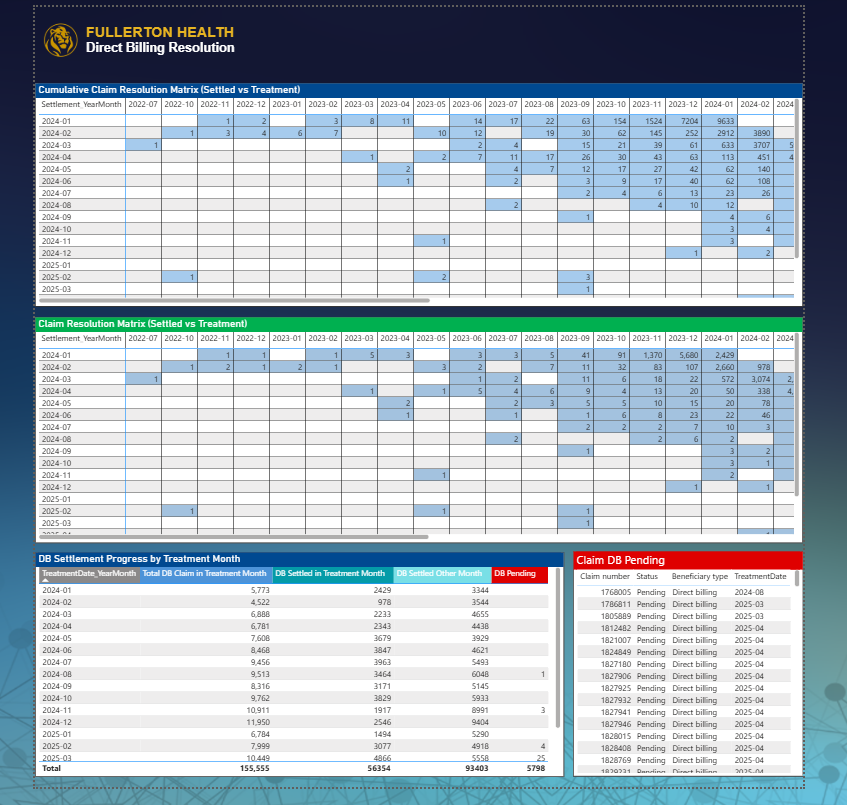 FULLERTON HEALTH
Direct Billing Resolution
Cumulative Claim Resolution Matrix (Settled vs Treatment)
Settlement_YearMonth 2022-07 2022-10 2022-11 2022-12 2023-01 2023-02 2023-03 2023-04 2023-05 2023-06 2023-07 2023-08 2023-09 2023-10 2023-11 2023-12 2024-01 2024-02 2024
2024-01 1 2 3 8 11 14 17 22 63 154 1524 7204 9633
2024-02 1 3 4 6 7 10 12 19 30 62 145 252 2912 3890
2024-03 1 2 4 15 21 39 61 633 3707 5
2024-04 1 2 7 11 17 26 30 43 63 113 451 4
2024-05 2 4 7 12 17 27 42 62 140
2024-06 1 2 3 9 17 40 62 108
2024-07 2 4 6 13 23 26
2024-08 2 4 10 12
2024-09 1 4 6
2024-10 3 4
2024-11 1 3
2024-12 1 2
2025-01
2025-02 1 2 3
2025-03 1
Claim Resolution Matrix (Settled vs Treatment)
Settlement_YearMonth 2022-07 2022-10 2022-11 2022-12 2023-01 2023-02 2023-03 2023-04 2023-05 2023-06 2023-07 2023-08 2023-09 2023-10 2023-11 2023-12 2024-01 2024-02 2024
2024-01 1 1 1 5 3 3 3 5 41 91 1,370 5,680 2,429
2024-02 1 2 1 2 1 3 2 7 11 32 83 107 2,660 978
2024-03 1 1 2 11 6 18 22 572 3,074 2,
2024-04 1 1 5 4 6 9 4 13 20 50 338 4,
2024-05 2 2 3 5 5 10 15 20 78
2024-06 1 1 1 6 8 23 22 46
2024-07 2 2 2 7 10 3
2024-08 2 2 6 2
2024-09 1 3 2
2024-10 3 1
2024-11 1 2
2024-12 1 1
2025-01
2025-02 1 1 1
2025-03 1
DB Settlement Progress by Treatment Month
TreatmentDate_YearMonth Total DB Claim in Treatment Month DB Settled in Treatment Month DB Settled Other Month DB Pending
2024-01 5,773 2429 3344
2024-02 4,522 978 3544
2024-03 6,888 2233 4655
2024-04 6,781 2343 4438
2024-05 7,608 3679 3929
2024-06 8,468 3847 4621
2024-07 9,456 3963 5493
2024-08 9,513 3464 6048 1
2024-09 8,316 3171 5145
2024-10 9,762 3829 5933
2024-11 10,911 1917 8991 3
2024-12 11,950 2546 9404
2025-01 6,784 1494 5290
2025-02 7,999 3077 4918 4
2025-03 10,449 4866 5558 25
Total 155,555 56354 93403 5798
Claim DB Pending
Claim number Status Beneficiary type TreatmentDate
1768005 Pending Direct billing 2024-08
1786811 Pending Direct billing 2025-03
1805889 Pending Direct billing 2025-03
1812482 Pending Direct billing 2025-04
1821007 Pending Direct billing 2025-04
1824849 Pending Direct billing 2025-04
1827180 Pending Direct billing 2025-04
1827906 Pending Direct billing 2025-04
1827925 Pending Direct billing 2025-04
1827932 Pending Direct billing 2025-04
1827941 Pending Direct billing 2025-04
1827946 Pending Direct billing 2025-04
1828015 Pending Direct billing 2025-04
1828408 Pending Direct billing 2025-04
1828769 Pending Direct billing 2025-04
1829231 Pending Direct billing 2025-04